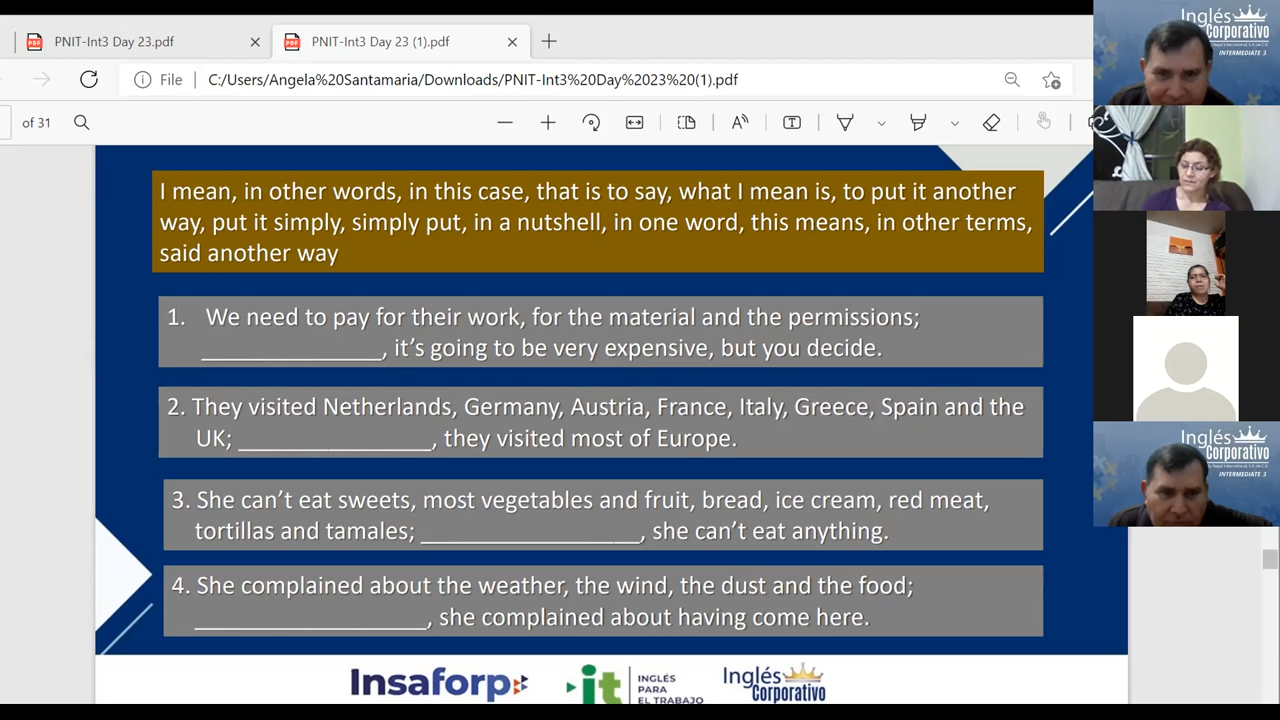 PNIT-Int3 Day 23.pdf
PNIT-Int3 Day 23 (1).pdf
File
C:/Users/Angela%20Santamaria/Downloads/PNIT-Int3%20Day%2023%20(1).pdf
of 31
I mean, in other words, in this case, that is to say, what I mean is, to put it another
way, put it simply, simply put, in a nutshell, in one word, this means, in other terms,
said another way
1. We need to pay for their work, for the material and the permissions;
_______________, it's going to be very expensive, but you decide.
2. They visited Netherlands, Germany, Austria, France, Italy, Greece, Spain and the
UK; ________________, they visited most of Europe.
3. She can't eat sweets, most vegetables and fruit, bread, ice cream, red meat,
tortillas and tamales; __________________, she can't eat anything.
4. She complained about the weather, the wind, the dust and the food;
___________________, she complained about having come here.
Insaforp
it
INGLÉS
PARA
EL TRABAJO
Inglés
Corporativo
Inglés
Corporativo
INTERMEDIATE 3
Inglés
Corporativo
INTERMEDIATE 3